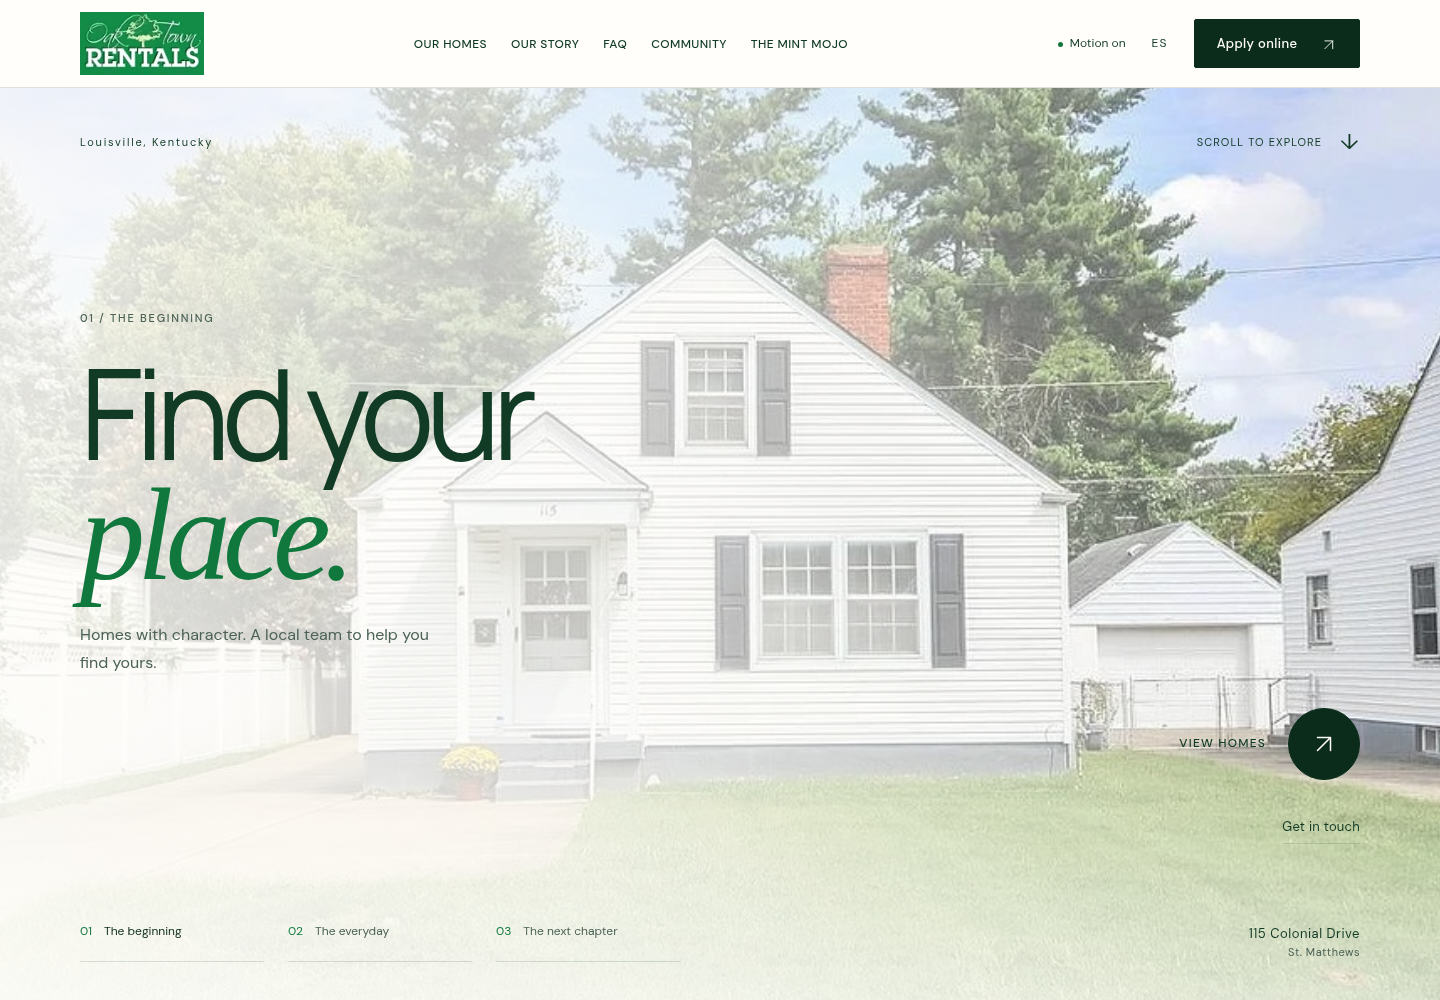 Oak Town
RENTALS
OUR HOMES
OUR STORY
FAQ
COMMUNITY
THE MINT MOJO
Motion on
ES
Apply online
Louisville, Kentucky
SCROLL TO EXPLORE
01 / THE BEGINNING
Find your
place.
115
Homes with character. A local team to help you
find yours.
VIEW HOMES
Get in touch
01 The beginning
02 The everyday
03 The next chapter
115 Colonial Drive
St. Matthews